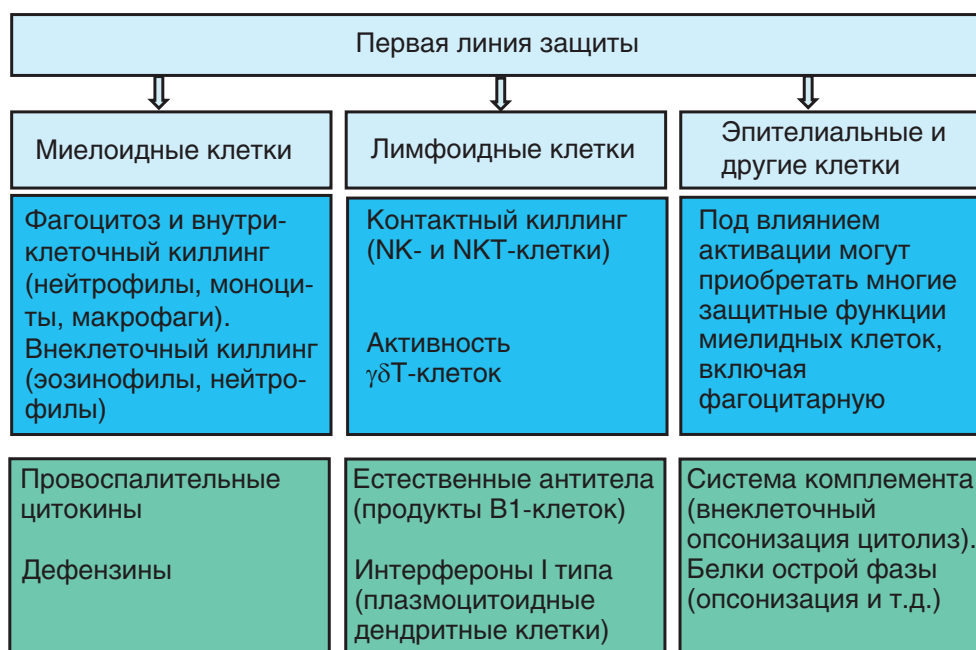 Первая линия защиты
Миелоидные клетки
Лимфоидные клетки
Эпителиальные и
другие клетки
Фагоцитоз и внутри-
клеточный киллинг
(нейтрофилы, моноци-
ты, макрофаги).
Внеклеточный киллинг
(эозинофилы, нейтро-
филы)
Контактный киллинг
(NK- и NKT-клетки)
Активность
γδT-клеток
Под влиянием
активации могут
приобретать многие
защитные функции
миелидных клеток,
включая
фагоцитарную
Провоспалительные
цитокины
Дефензины
Естественные антитела
(продукты B1-клеток)
Интерфероны I типа
(плазмоцитоидные
дендритные клетки)
Система комплемента
(внеклеточный
опсонизация цитолиз).
Белки острой фазы
(опсонизация и т.д.)